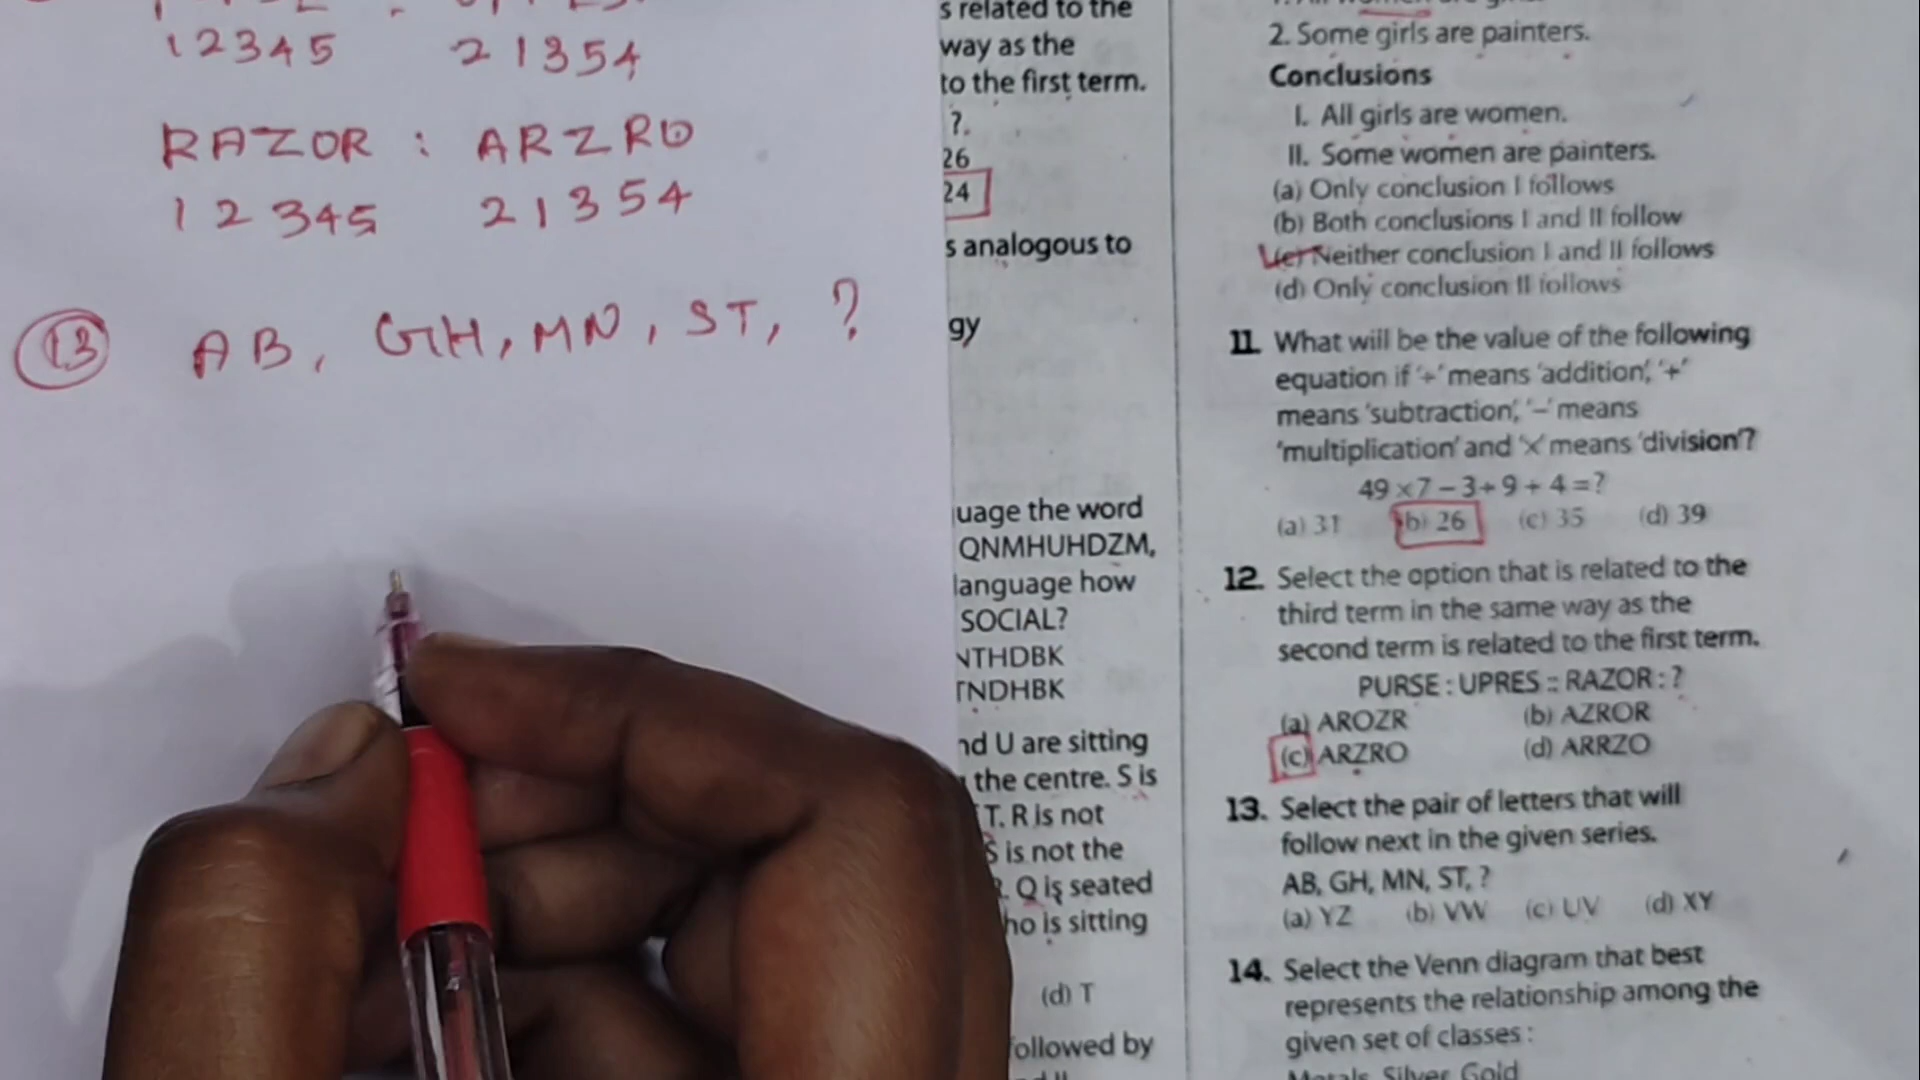 12345 21354
RAZOR : ARZRO
12345 21354
13 AB, GH, MN, ST, ?
s related to the
way as the
to the first term.
?.
26
24
s analogous to
gy
uage the word
QNMHUHDZM,
language how
SOCIAL?
NTHDBK
TNDHBK
nd U are sitting
the centre. S is
T. R is not
S is not the
. Q is seated
ho is sitting
(d) T
ollowed by
2. Some girls are painters.
Conclusions
I. All girls are women.
II. Some women are painters.
(a) Only conclusion I follows
(b) Both conclusions I and II follow
(c) Neither conclusion I and II follows
(d) Only conclusion II follows
11. What will be the value of the following
equation if '÷' means 'addition', '+'
means 'subtraction', '–' means
'multiplication' and '×' means 'division'?
49 × 7 – 3 ÷ 9 + 4 = ?
(a) 31 (b) 26 (c) 35 (d) 39
12. Select the option that is related to the
third term in the same way as the
second term is related to the first term.
PURSE : UPRES :: RAZOR : ?
(a) AROZR (b) AZROR
(c) ARZRO (d) ARRZO
13. Select the pair of letters that will
follow next in the given series.
AB, GH, MN, ST, ?
(a) YZ (b) VW (c) UV (d) XY
14. Select the Venn diagram that best
represents the relationship among the
given set of classes :
Metals, Silver, Gold